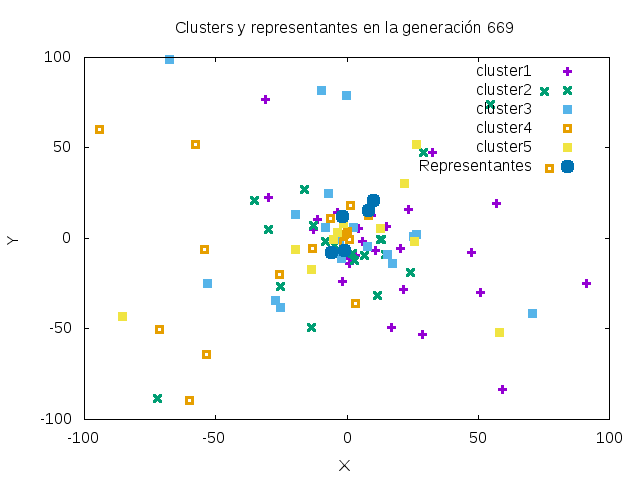 Clusters y representantes en la generación 669
100
50
0
-50
-100
-100
-50
0
50
100
Y
X
cluster1
cluster2
cluster3
cluster4
cluster5
Representantes